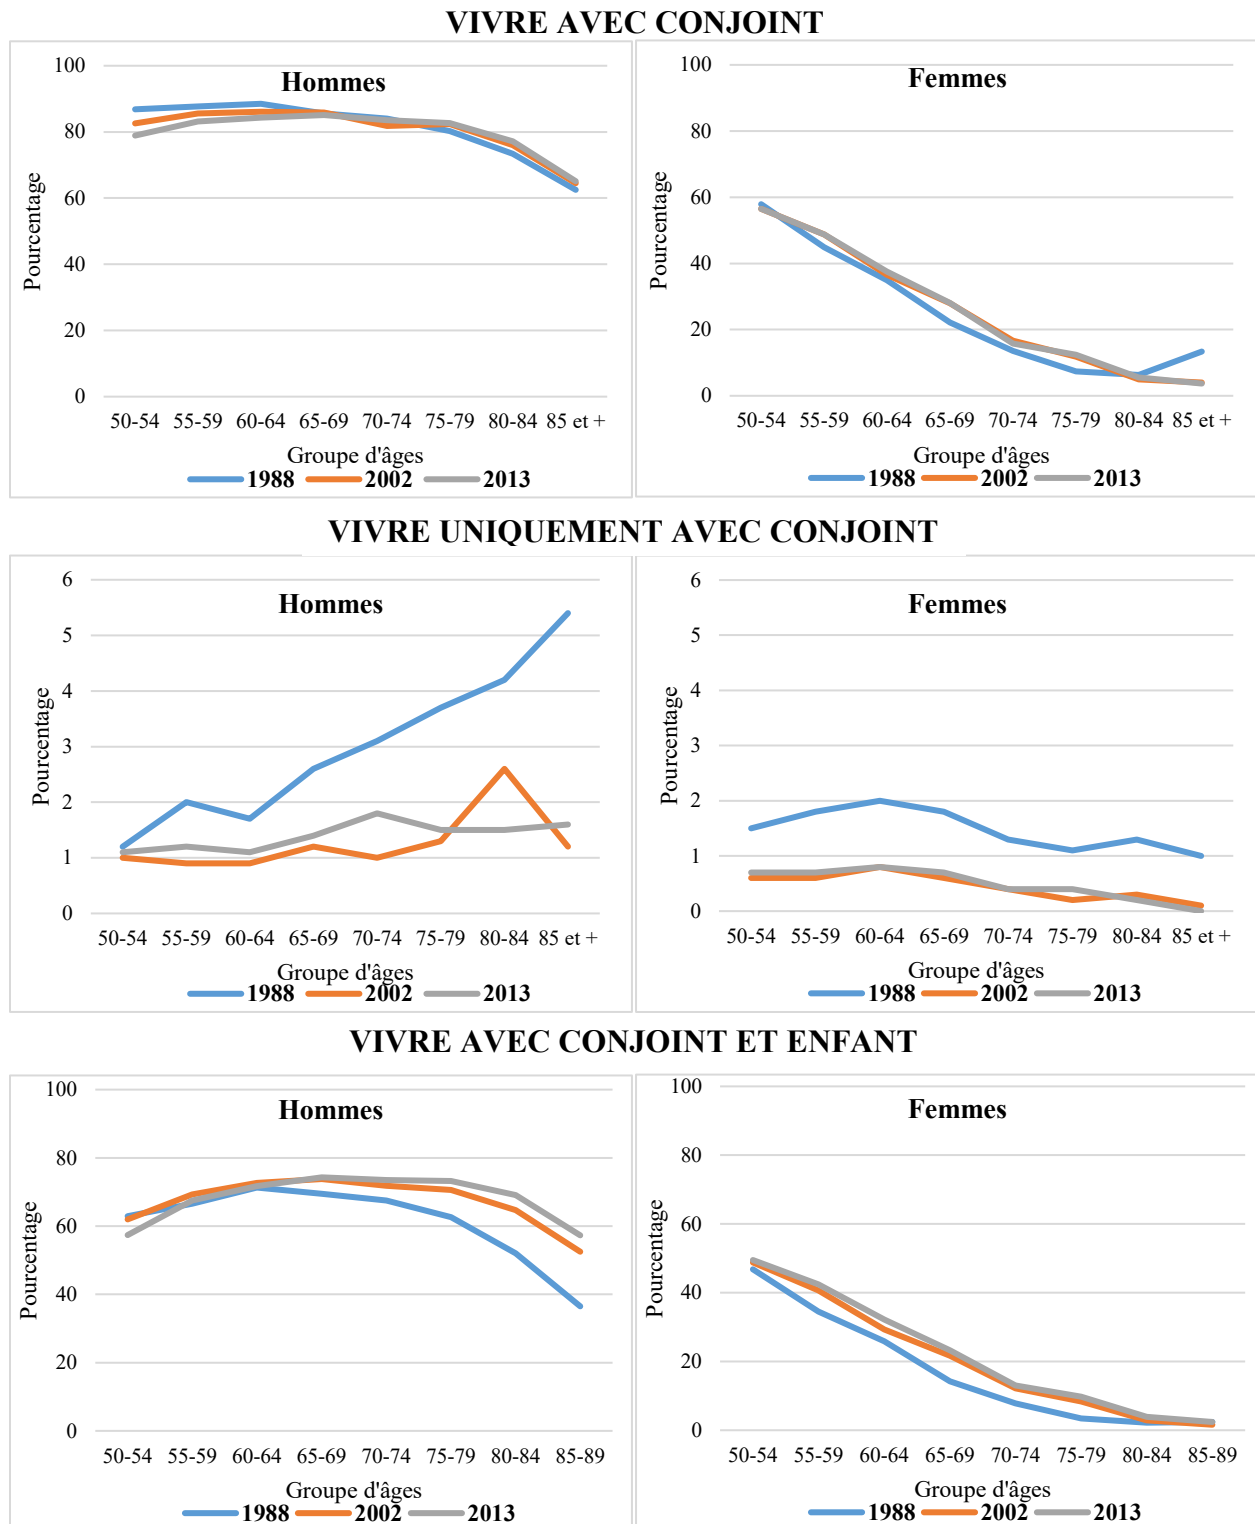 VIVRE AVEC CONJOINT
Hommes
100
80
60
40
20
0
Pourcentage
50-54 55-59 60-64 65-69 70-74 75-79 80-84 85 et +
Groupe d'âges
1988 2002 2013
Femmes
100
80
60
40
20
0
Pourcentage
50-54 55-59 60-64 65-69 70-74 75-79 80-84 85 et +
Groupe d'âges
1988 2002 2013
VIVRE UNIQUEMENT AVEC CONJOINT
Hommes
6
5
4
3
2
1
0
Pourcentage
50-54 55-59 60-64 65-69 70-74 75-79 80-84 85 et +
Groupe d'âges
1988 2002 2013
Femmes
6
5
4
3
2
1
0
Pourcentage
50-54 55-59 60-64 65-69 70-74 75-79 80-84 85 et +
Groupe d'âges
1988 2002 2013
VIVRE AVEC CONJOINT ET ENFANT
Hommes
100
80
60
40
20
0
Pourcentage
50-54 55-59 60-64 65-69 70-74 75-79 80-84 85-89
Groupe d'âges
1988 2002 2013
Femmes
100
80
60
40
20
0
Pourcentage
50-54 55-59 60-64 65-69 70-74 75-79 80-84 85-89
Groupe d'âges
1988 2002 2013